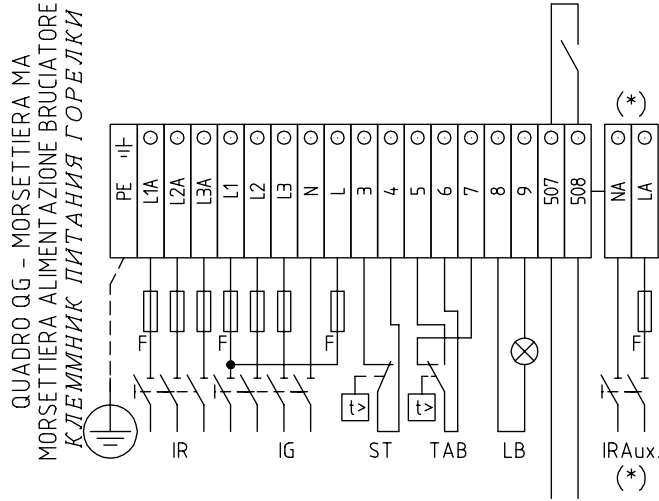 QUADRO QG - MORSETTIERA MA
MORSETTIERA ALIMENTAZIONE BRUCIATORE
КЛЕММНИК ПИТАНИЯ ГОРЕЛКИ
(*)
PE L1A L2A L3A L1 L2 L3 N L 3 4 5 6 7 8 9 507 508 NA LA
F F F F
t> t>
IR IG ST TAB LB IRAux.
(*)